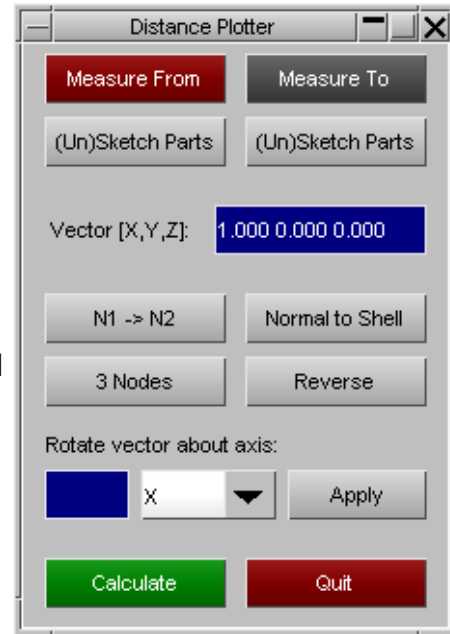 Distance Plotter
Measure From Measure To
(Un)Sketch Parts (Un)Sketch Parts
Vector [X,Y,Z]: 1.000 0.000 0.000
N1 -> N2 Normal to Shell
3 Nodes Reverse
Rotate vector about axis:
X Apply
Calculate Quit